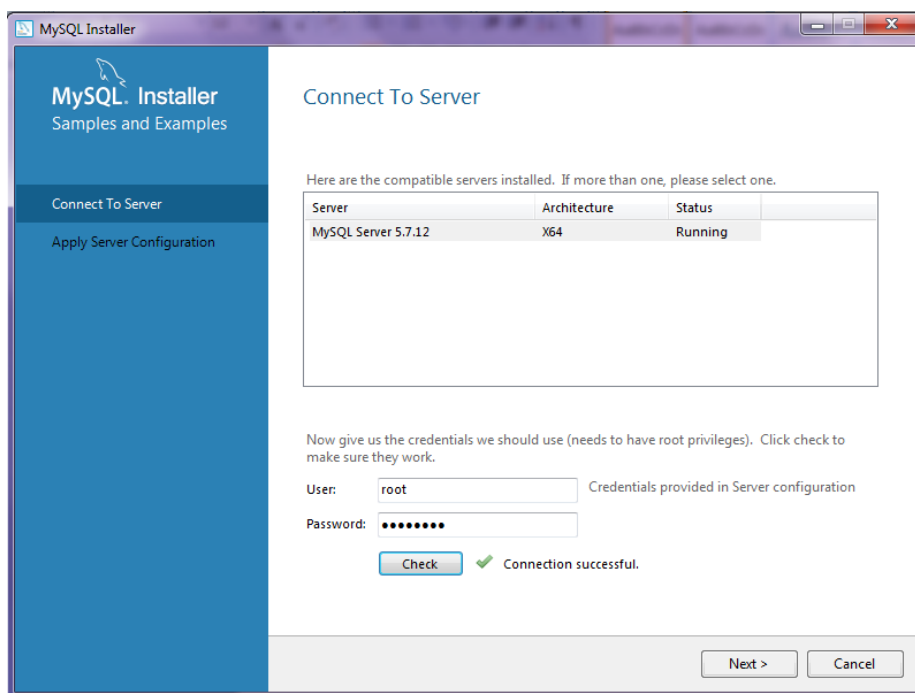 MySQL Installer
MySQL. Installer
Samples and Examples
Connect To Server
Apply Server Configuration
Connect To Server
Here are the compatible servers installed.  If more than one, please select one.
Server Architecture Status
MySQL Server 5.7.12 X64 Running
Now give us the credentials we should use (needs to have root privileges).  Click check to
make sure they work.
User: root Credentials provided in Server configuration
Password: ●●●●●●●●
Check Connection successful.
Next > Cancel